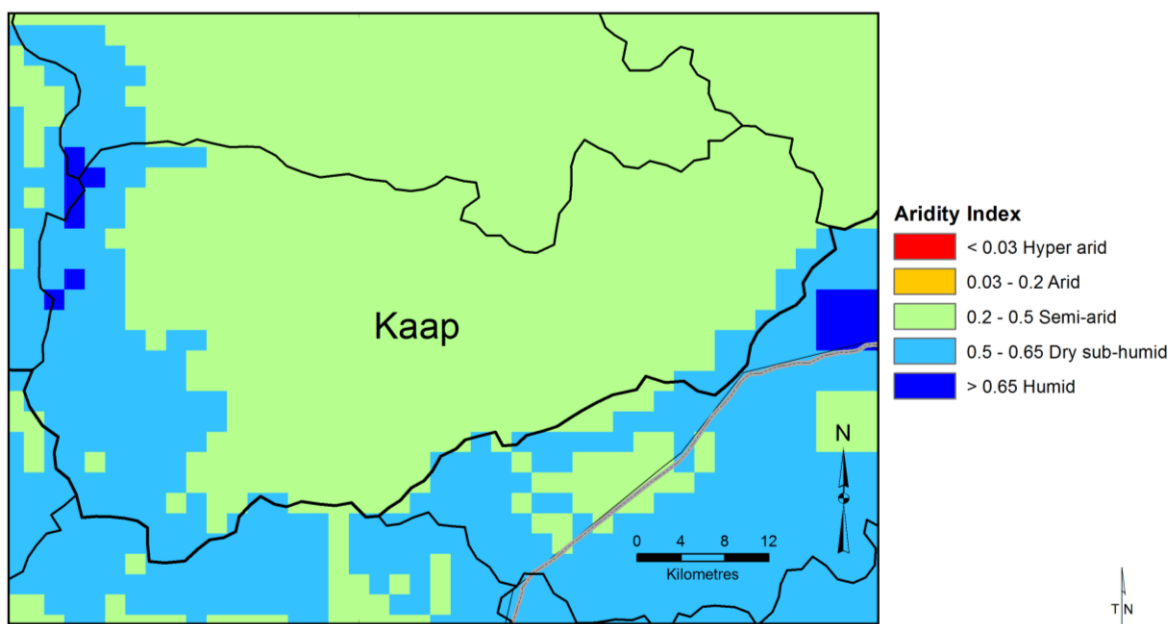 Kaap
N
0 4 8 12
Kilometres
Aridity Index
< 0.03 Hyper arid
0.03 - 0.2 Arid
0.2 - 0.5 Semi-arid
0.5 - 0.65 Dry sub-humid
> 0.65 Humid
T N